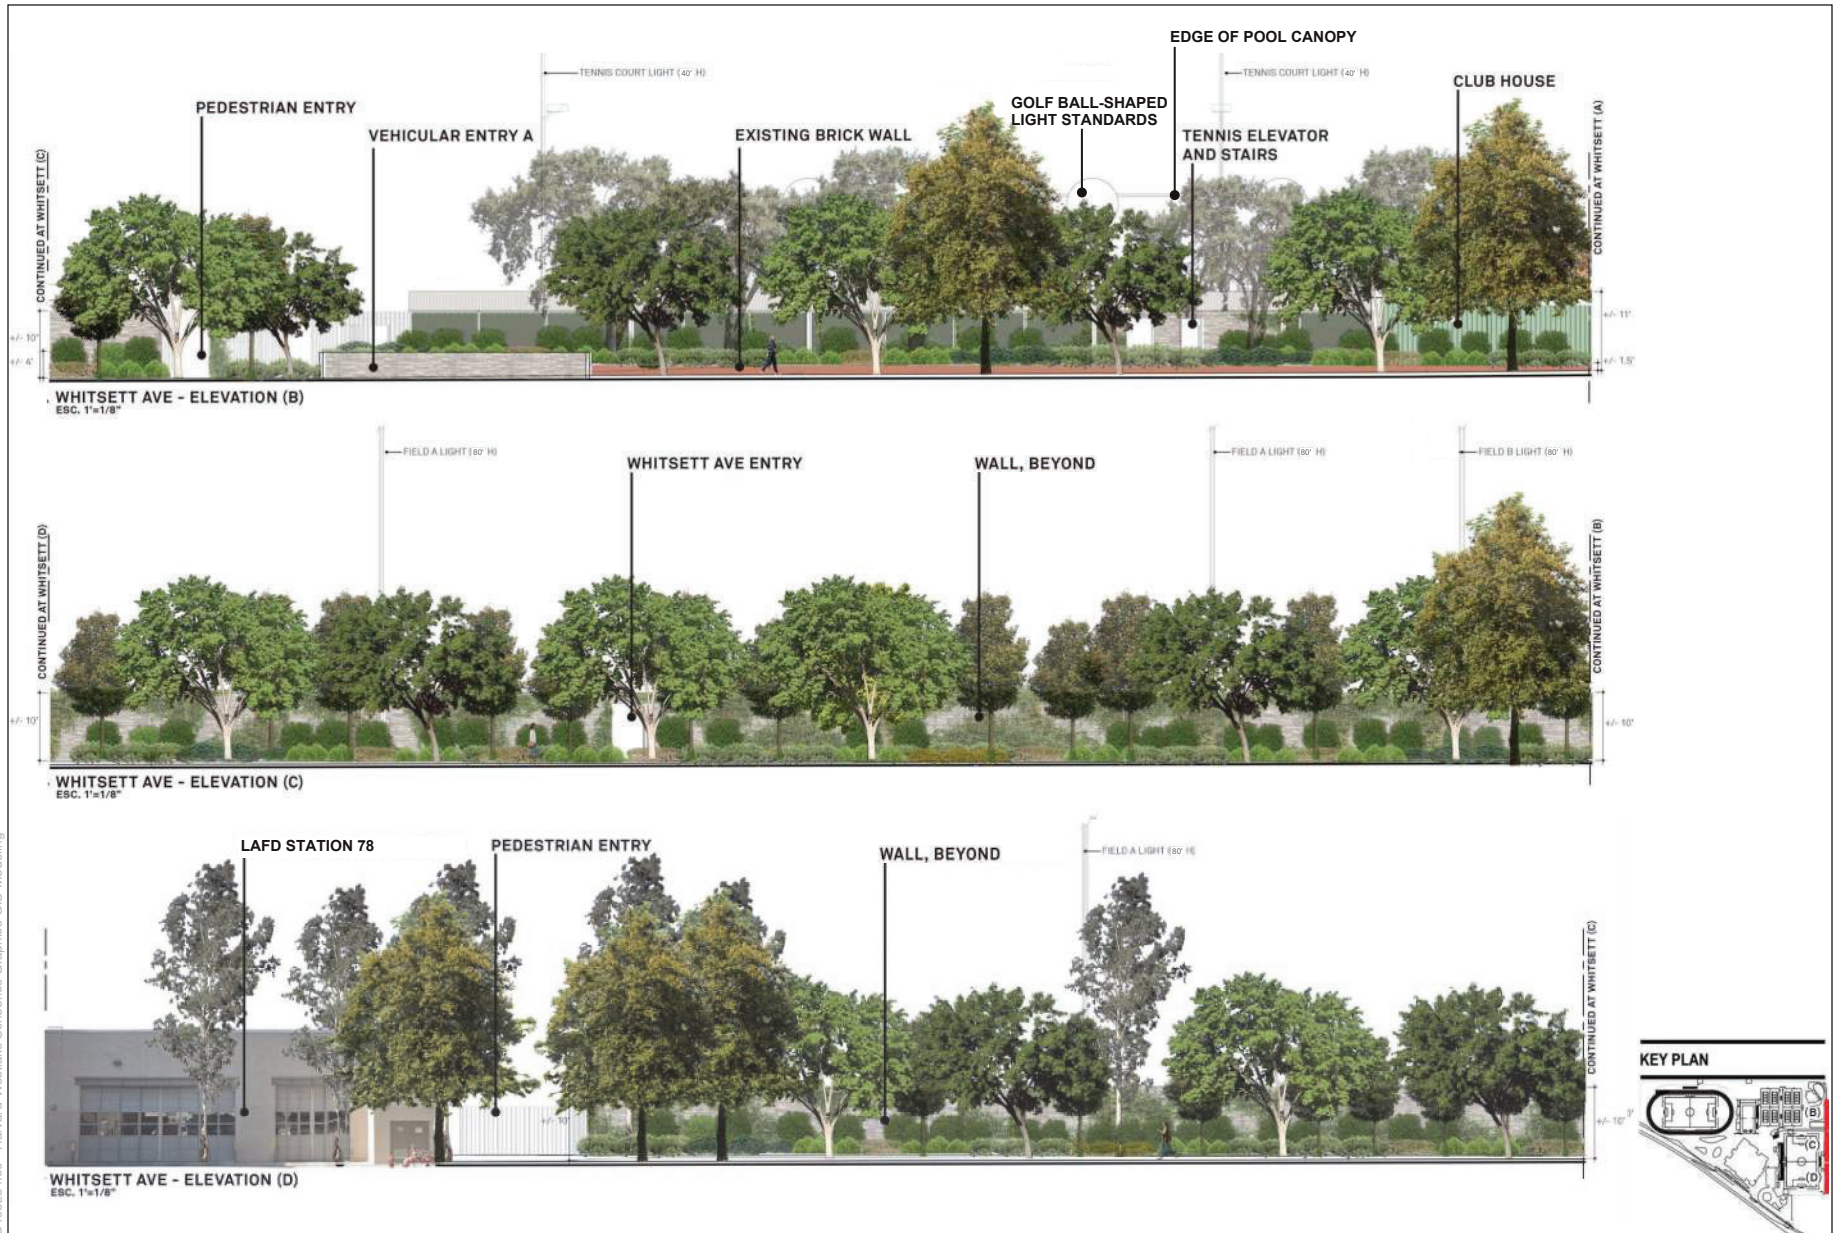 EDGE OF POOL CANOPY
TENNIS COURT LIGHT (40' H)
TENNIS COURT LIGHT (40' H)
CLUB HOUSE
PEDESTRIAN ENTRY
GOLF BALL-SHAPED
LIGHT STANDARDS
VEHICULAR ENTRY A
EXISTING BRICK WALL
TENNIS ELEVATOR
AND STAIRS
CONTINUED AT WHITSETT (C)
CONTINUED AT WHITSETT (A)
+/- 10'
+/- 11'
+/- 1.5'
WHITSETT AVE - ELEVATION (B)
ESC. 1'=1/8"
FIELD A LIGHT (80' H)
FIELD A LIGHT (80' H)
FIELD B LIGHT (80' H)
WHITSETT AVE ENTRY
WALL, BEYOND
CONTINUED AT WHITSETT (D)
CONTINUED AT WHITSETT (B)
+/- 10'
+/- 10'
WHITSETT AVE - ELEVATION (C)
ESC. 1'=1/8"
LAFD STATION 78
PEDESTRIAN ENTRY
WALL, BEYOND
FIELD A LIGHT (80' H)
CONTINUED AT WHITSETT (C)
+/- 10'
+/- 10'
WHITSETT AVE - ELEVATION (D)
ESC. 1'=1/8"
KEY PLAN
(B)
(C)
(D)